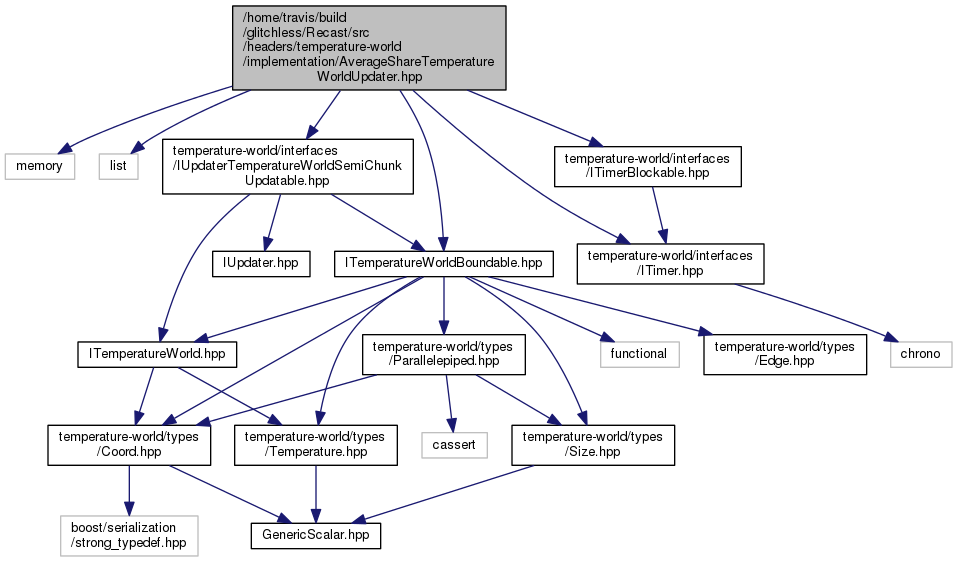 /home/travis/build
/glitchless/Recast/src
/headers/temperature-world
/implementation/AverageShareTemperature
WorldUpdater.hpp
memory
list
temperature-world/interfaces
/IUpdaterTemperatureWorldSemiChunk
Updatable.hpp
temperature-world/interfaces
/ITimerBlockable.hpp
IUpdater.hpp
ITemperatureWorldBoundable.hpp
temperature-world/interfaces
/ITimer.hpp
ITemperatureWorld.hpp
temperature-world/types
/Parallelepiped.hpp
functional
temperature-world/types
/Edge.hpp
chrono
temperature-world/types
/Coord.hpp
temperature-world/types
/Temperature.hpp
cassert
temperature-world/types
/Size.hpp
boost/serialization
/strong_typedef.hpp
GenericScalar.hpp